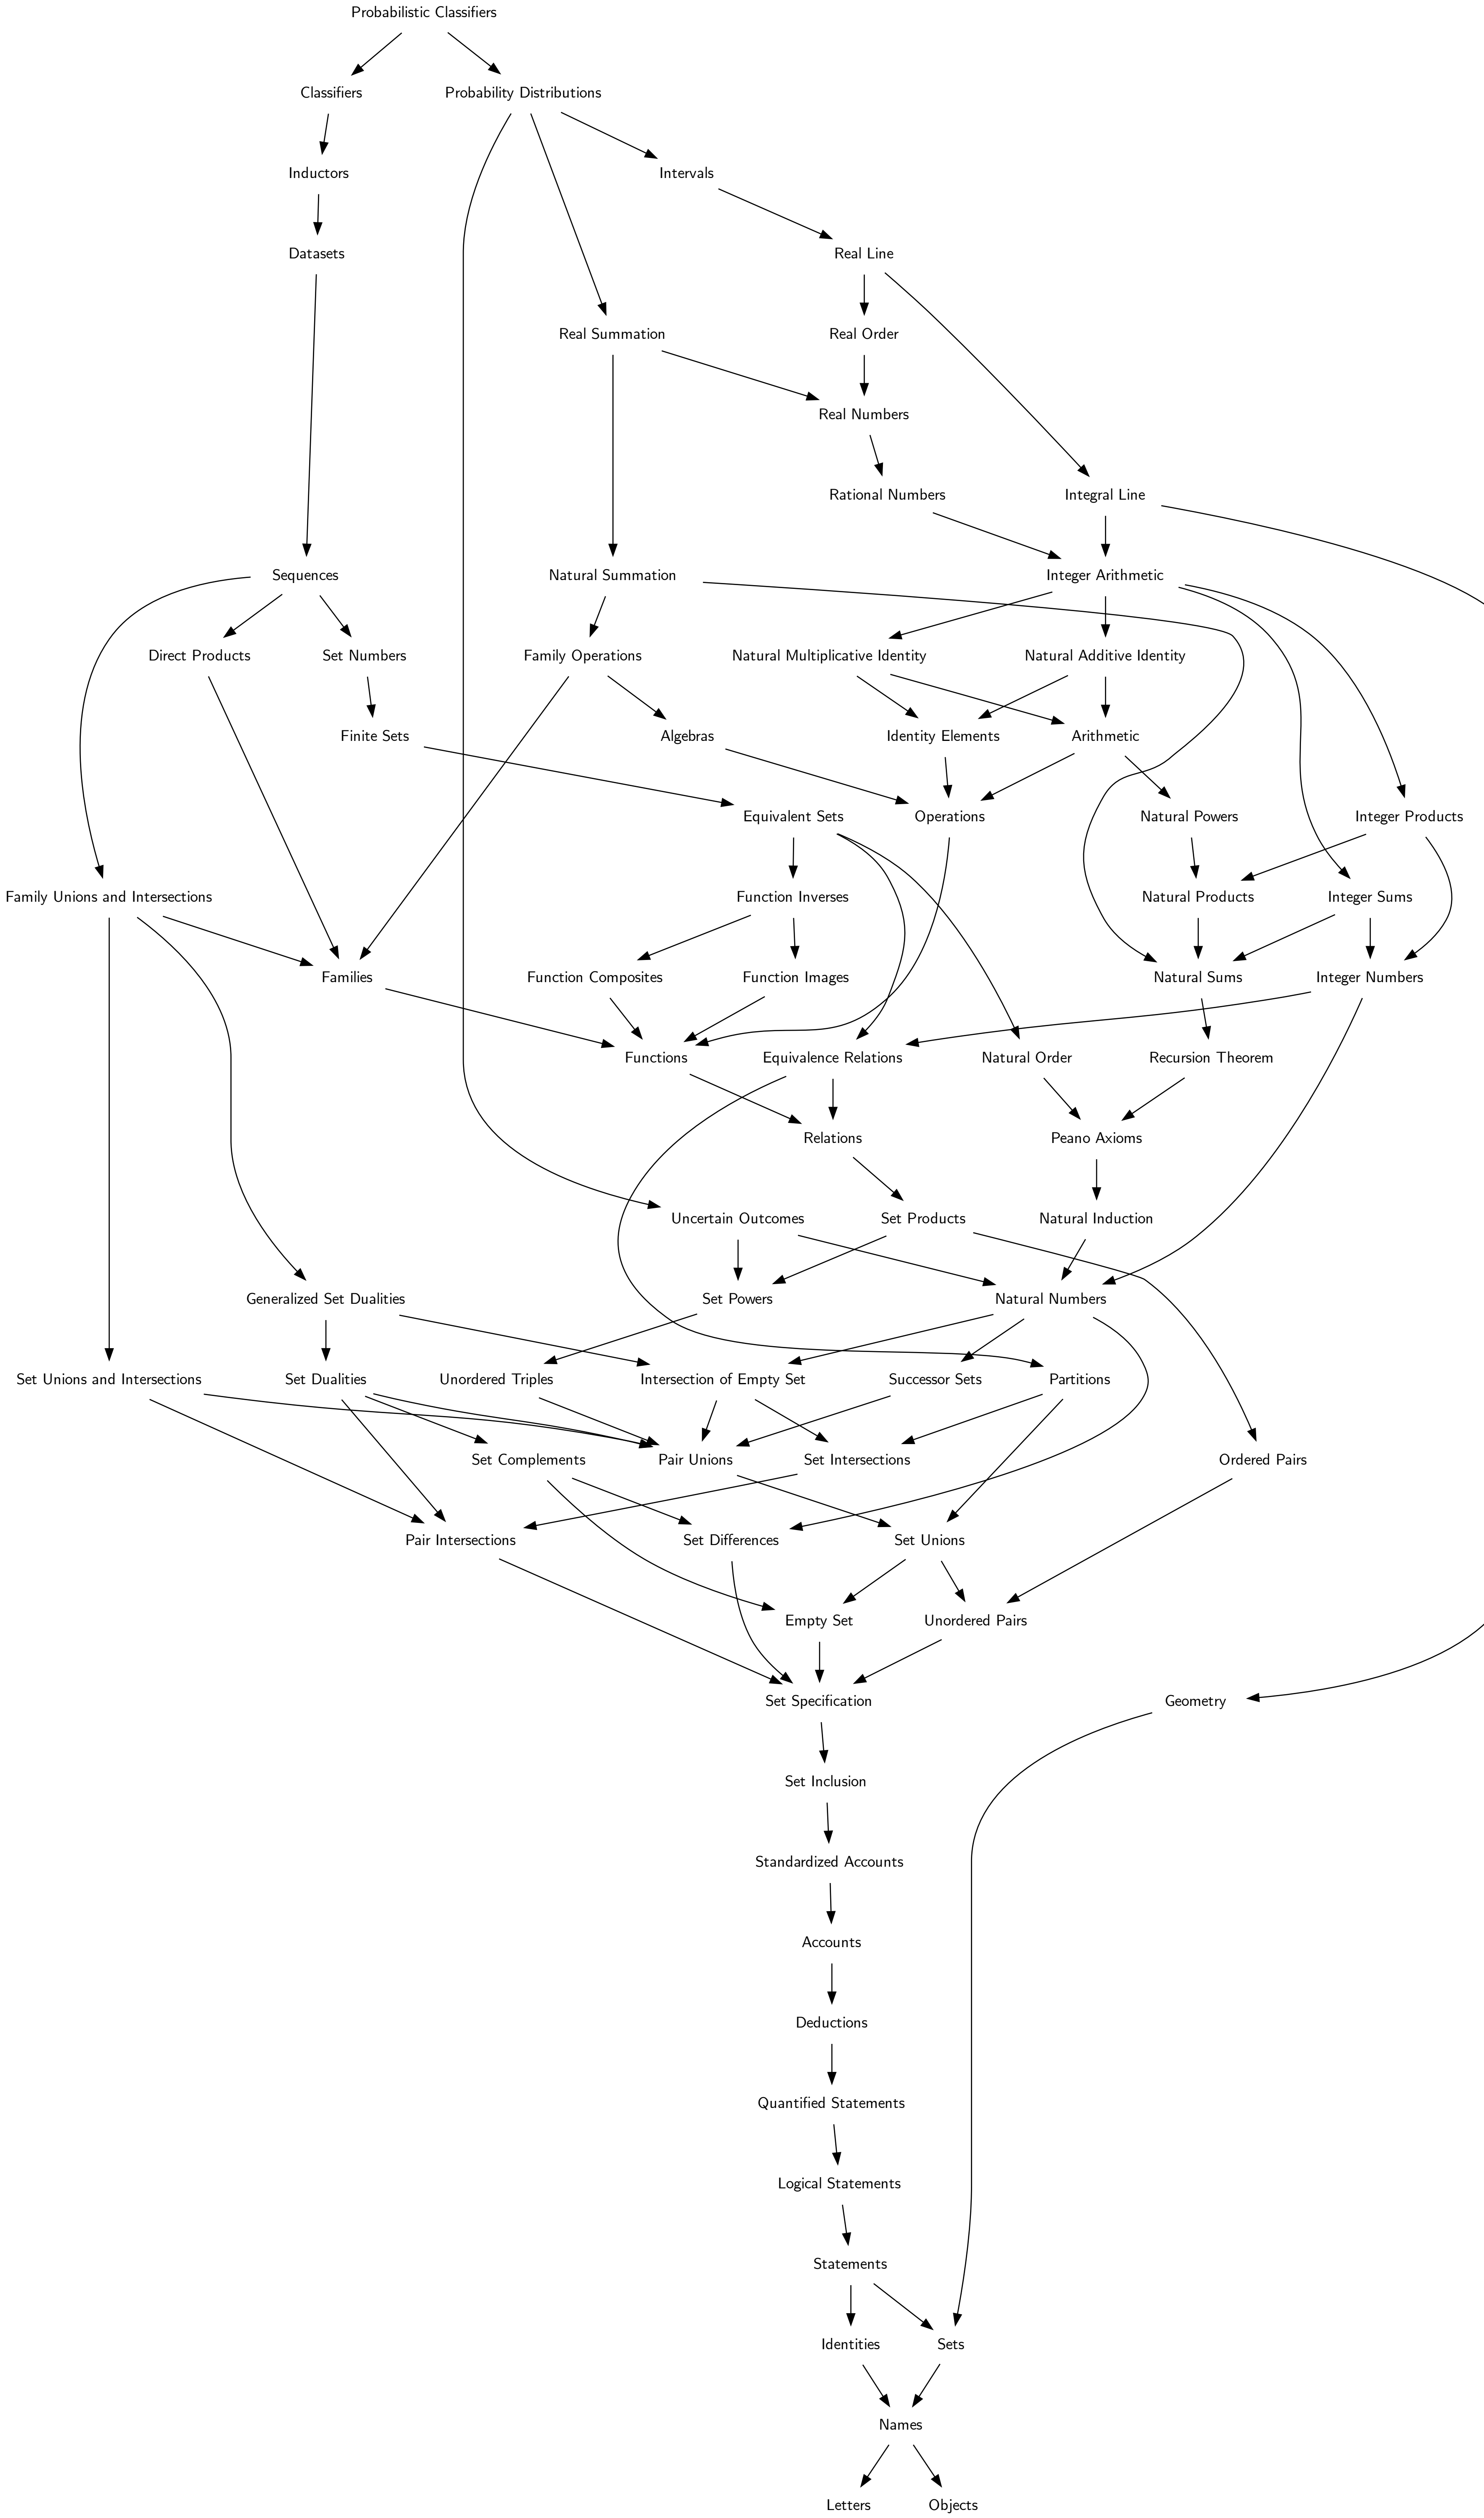 Probabilistic Classifiers
Classifiers
Probability Distributions
Inductors
Intervals
Datasets
Real Line
Real Summation
Real Order
Real Numbers
Rational Numbers
Integral Line
Sequences
Natural Summation
Integer Arithmetic
Direct Products
Set Numbers
Family Operations
Natural Multiplicative Identity
Natural Additive Identity
Finite Sets
Algebras
Identity Elements
Arithmetic
Equivalent Sets
Operations
Natural Powers
Integer Products
Family Unions and Intersections
Function Inverses
Natural Products
Integer Sums
Families
Function Composites
Function Images
Natural Sums
Integer Numbers
Functions
Equivalence Relations
Natural Order
Recursion Theorem
Relations
Peano Axioms
Uncertain Outcomes
Set Products
Natural Induction
Generalized Set Dualities
Set Powers
Natural Numbers
Set Unions and Intersections
Set Dualities
Unordered Triples
Intersection of Empty Set
Successor Sets
Partitions
Set Complements
Pair Unions
Set Intersections
Ordered Pairs
Pair Intersections
Set Differences
Set Unions
Empty Set
Unordered Pairs
Set Specification
Geometry
Set Inclusion
Standardized Accounts
Accounts
Deductions
Quantified Statements
Logical Statements
Statements
Identities
Sets
Names
Letters
Objects